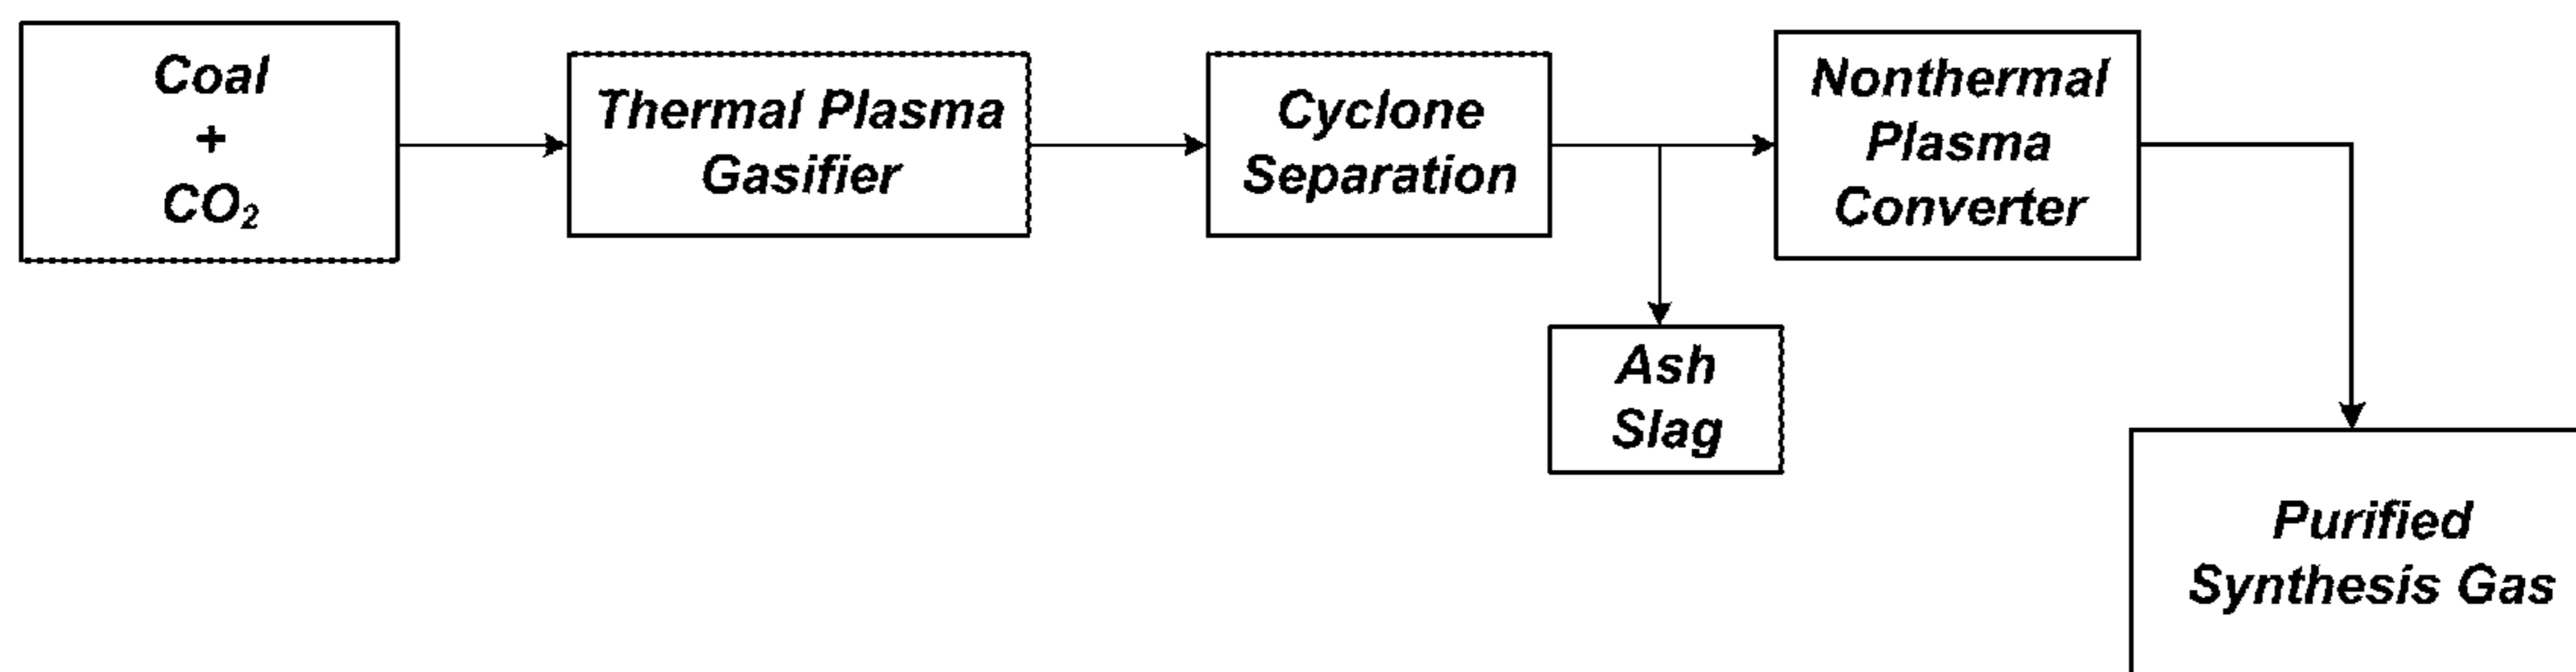 Coal
+
CO₂
Thermal Plasma
Gasifier
Cyclone
Separation
Nonthermal
Plasma
Converter
Ash
Slag
Purified
Synthesis Gas